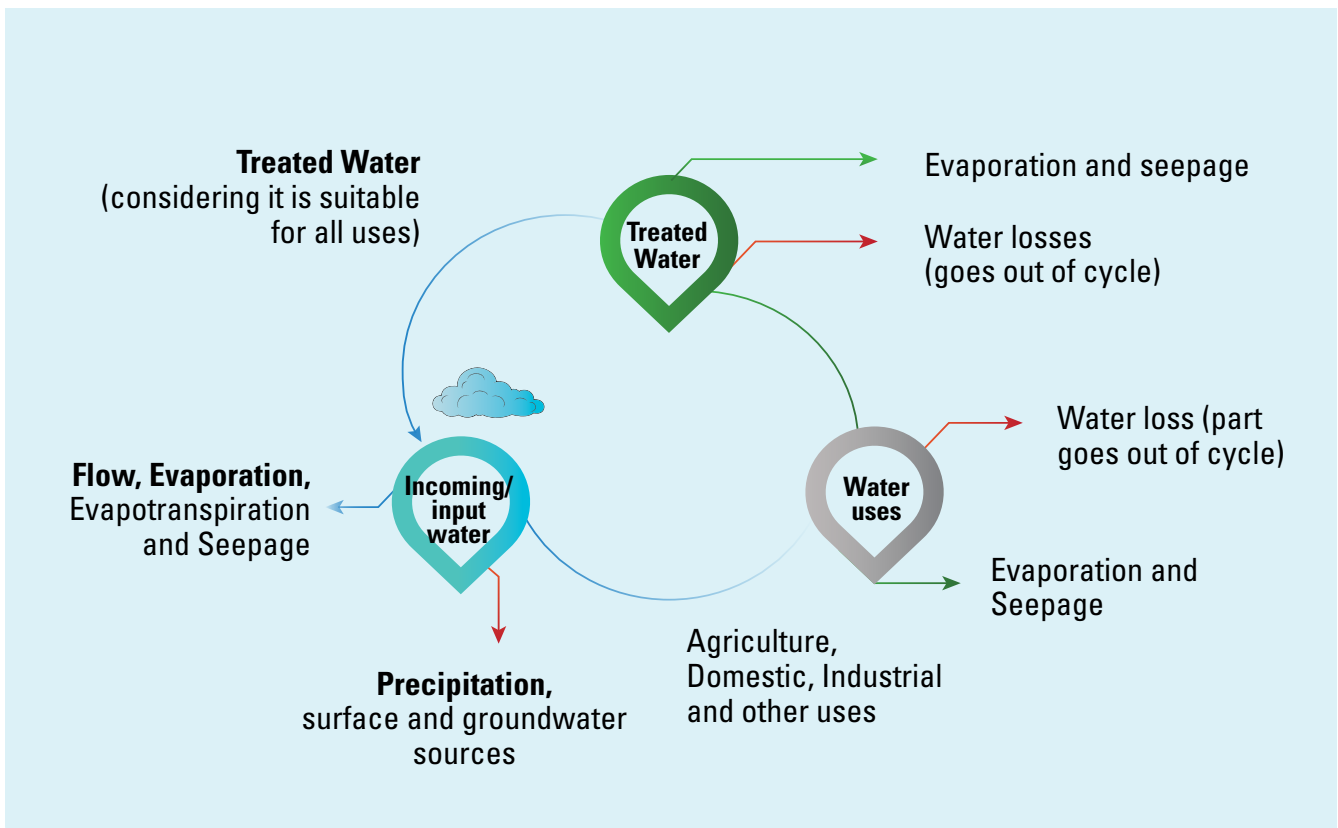 Treated Water
(considering it is suitable
for all uses)
Treated
Water
Evaporation and seepage
Water losses
(goes out of cycle)
Water loss (part
goes out of cycle)
Flow, Evaporation,
Evapotranspiration
and Seepage
Incoming/
input
water
Water
uses
Evaporation and
Seepage
Agriculture,
Domestic, Industrial
and other uses
Precipitation,
surface and groundwater
sources